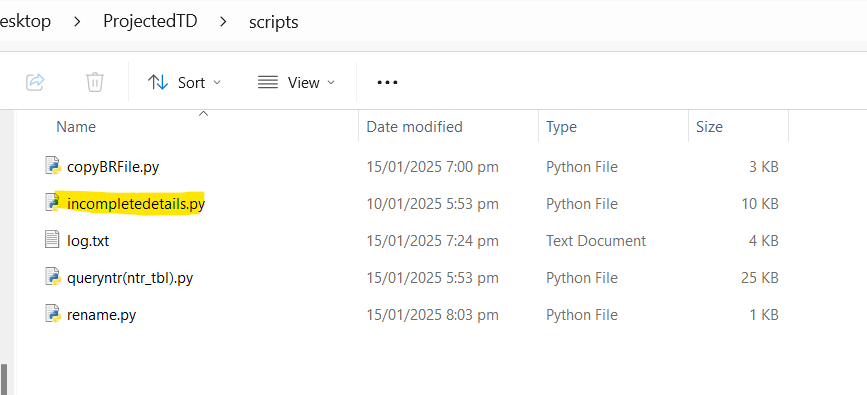 esktop > ProjectedTD > scripts
Sort View ...
Name Date modified Type Size
copyBRFile.py 15/01/2025 7:00 pm Python File 3 KB
incompletedetails.py 10/01/2025 5:53 pm Python File 10 KB
log.txt 15/01/2025 7:24 pm Text Document 4 KB
queryntr(ntr_tbl).py 15/01/2025 5:53 pm Python File 25 KB
rename.py 15/01/2025 8:03 pm Python File 1 KB